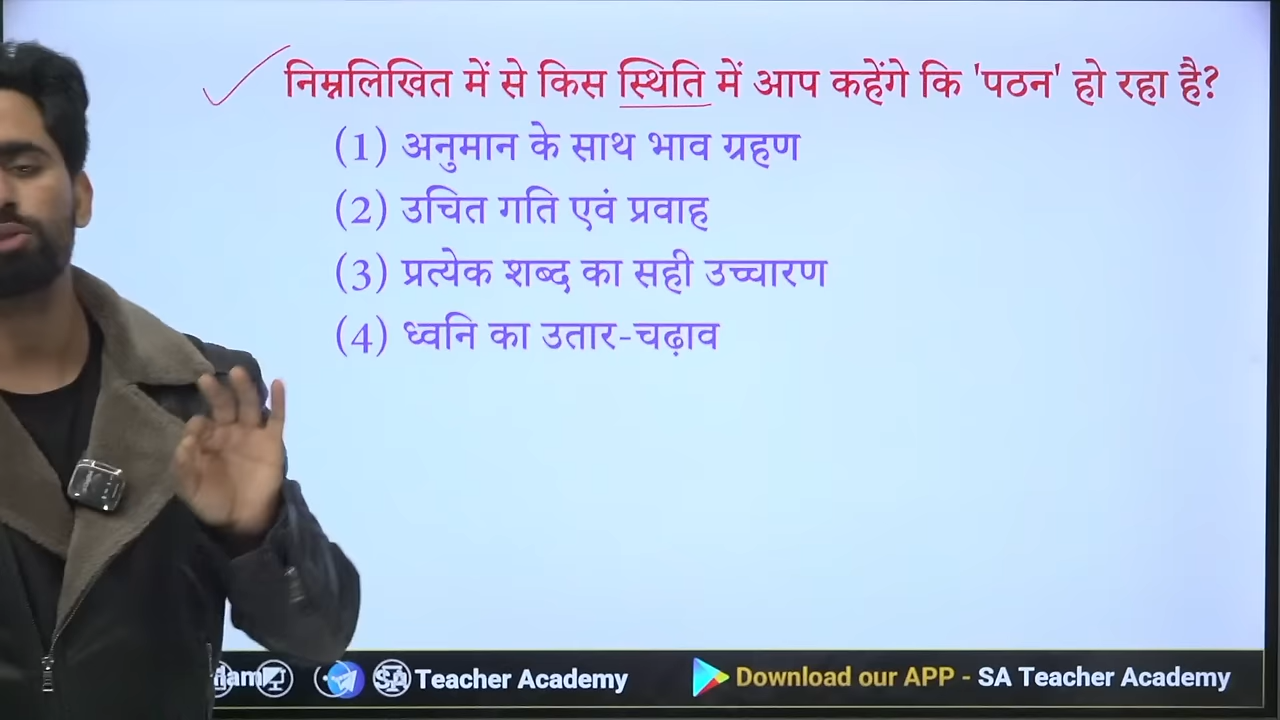 निम्नलिखित में से किस स्थिति में आप कहेंगे कि 'पठन' हो रहा है?
(1) अनुमान के साथ भाव ग्रहण
(2) उचित गति एवं प्रवाह
(3) प्रत्येक शब्द का सही उच्चारण
(4) ध्वनि का उतार-चढ़ाव
SA Teacher Academy Download our APP - SA Teacher Academy